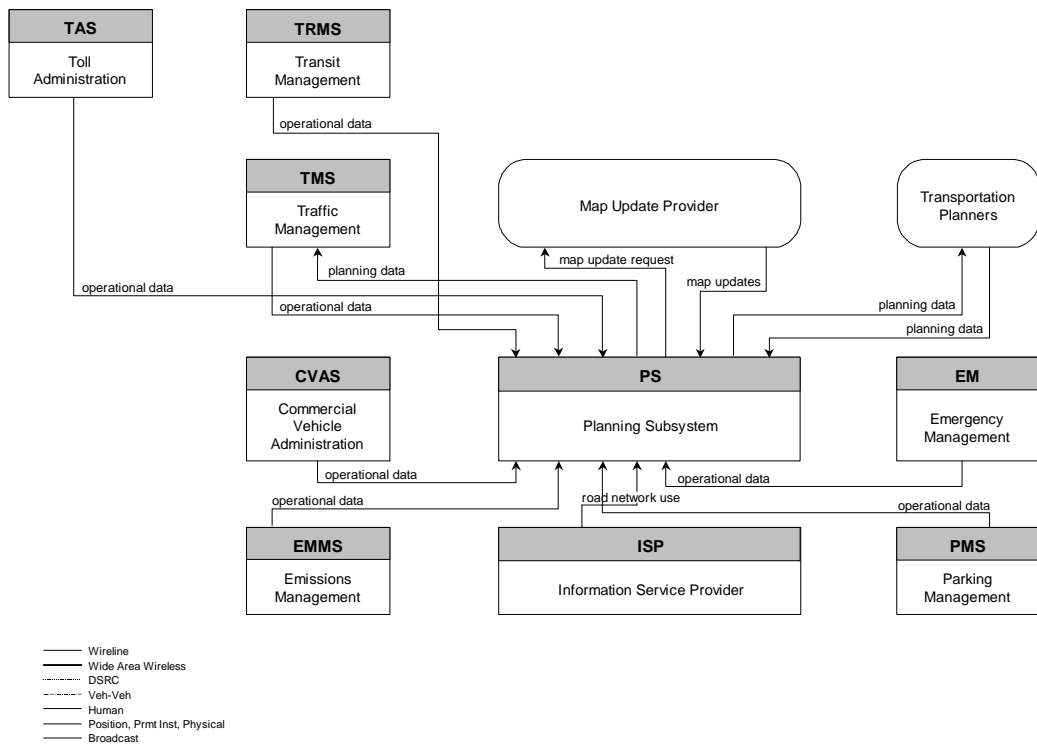 TAS
Toll
Administration
TRMS
Transit
Management
operational data
TMS
Traffic
Management
Map Update Provider
Transportation
Planners
planning data
map update request
operational data
operational data
map updates
planning data
planning data
CVAS
Commercial
Vehicle
Administration
PS
Planning Subsystem
EM
Emergency
Management
operational data
operational data
operational data
road network use
operational data
EMMS
Emissions
Management
ISP
Information Service Provider
PMS
Parking
Management
Wireline
Wide Area Wireless
DSRC
Veh-Veh
Human
Position, Prmt Inst, Physical
Broadcast